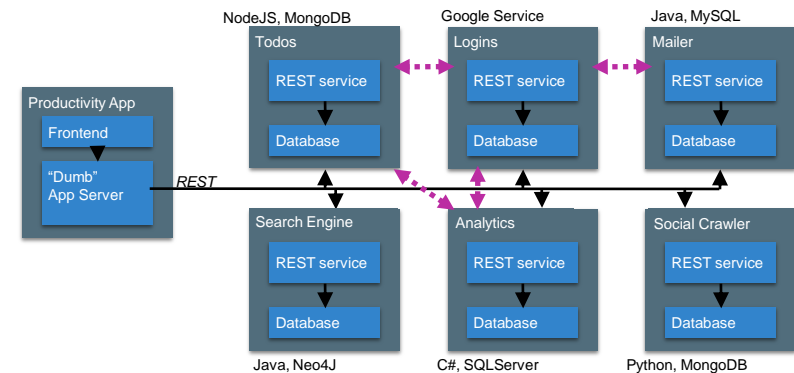 NodeJS, MongoDB
Google Service
Java, MySQL
Todos
Logins
Mailer
REST service
REST service
REST service
Database
Database
Database
Productivity App
Frontend
“Dumb”
App Server
REST
Search Engine
Analytics
Social Crawler
REST service
REST service
REST service
Database
Database
Database
Java, Neo4J
C#, SQLServer
Python, MongoDB